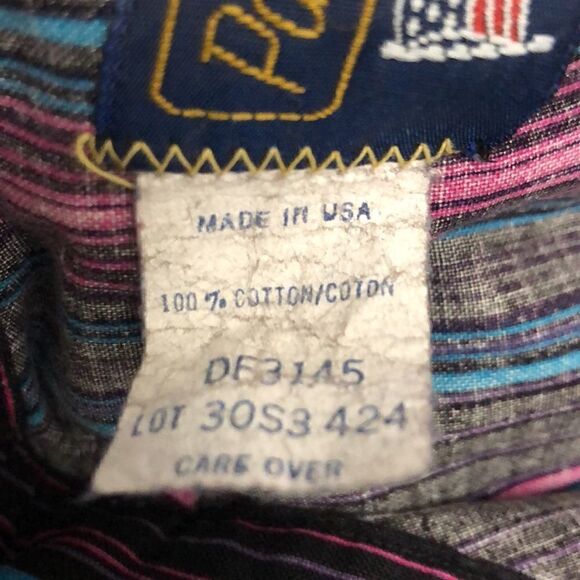 MADE IN USA
100 % COTTON/COTON
DF3145
LOT 30S3 424
CARE OVER